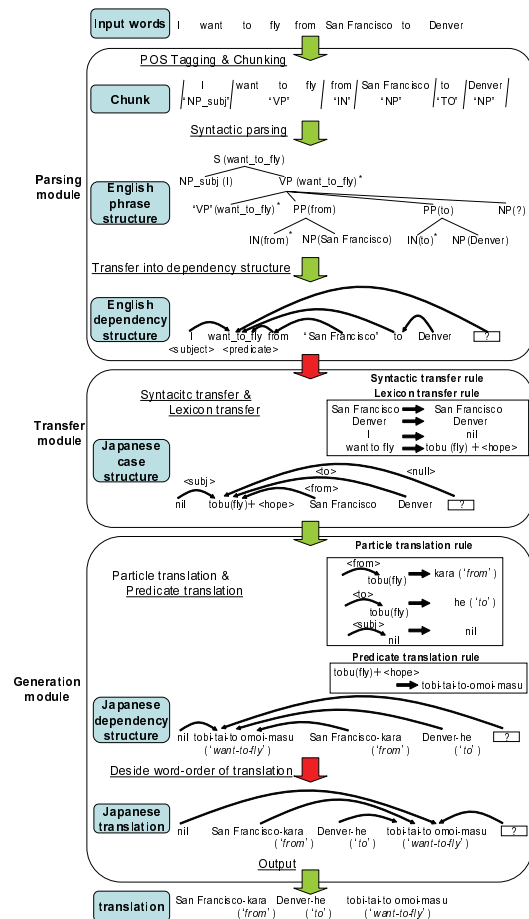 Input words I want to fly from San Francisco to Denver
POS Tagging & Chunking
Chunk / I / want to fly / from / San Francisco / to / Denver /
"NP_subj" "VP" "IN" "NP" "TO" "NP"
Syntactic parsing
S (want_to_fly)
NP_subj (I) VP (want_to_fly)*
Parsing module
English phrase structure
"VP"(want_to_fly)* PP(from) PP(to) NP(?)
IN(from)* NP(San Francisco) IN(to)* NP(Denver)
Transfer into dependency structure
English dependency structure
I want_to_fly from "San Francisco" to Denver ?
<subject> <predicate>
Syntacitc transfer &
Lexicon transfer
Syntactic transfer rule
Lexicon transfer rule
San Francisco San Francisco
Denver Denver
I nil
want to fly tobu (fly) + <hope>
Transfer module
Japanese case structure
<subj> <to> <null>
<from>
nil tobu(fly)+ <hope> San Francisco Denver ?
Particle translation rule
<from>
tobu(fly) kara ('from')
<to>
tobu(fly) he ('to')
<subj>
nil nil
Particle translation &
Predicate translation
Predicate translation rule
tobu(fly)+ <hope>
tobi-tai-to-omoi-masu
Generation module
Japanese dependency structure
nil tobi-tai-to omoi-masu San Francisco-kara Denver-he ?
('want-to-fly') ('from') ('to')
Deside word-order of translation
Japanese translation
nil San Francisco-kara Denver-he tobi-tai-to omoi-masu ?
('from') ('to') ('want-to-fly')
Output
translation San Francisco-kara Denver-he tobi-tai-to omoi-masu
('from') ('to') ('want-to-fly')